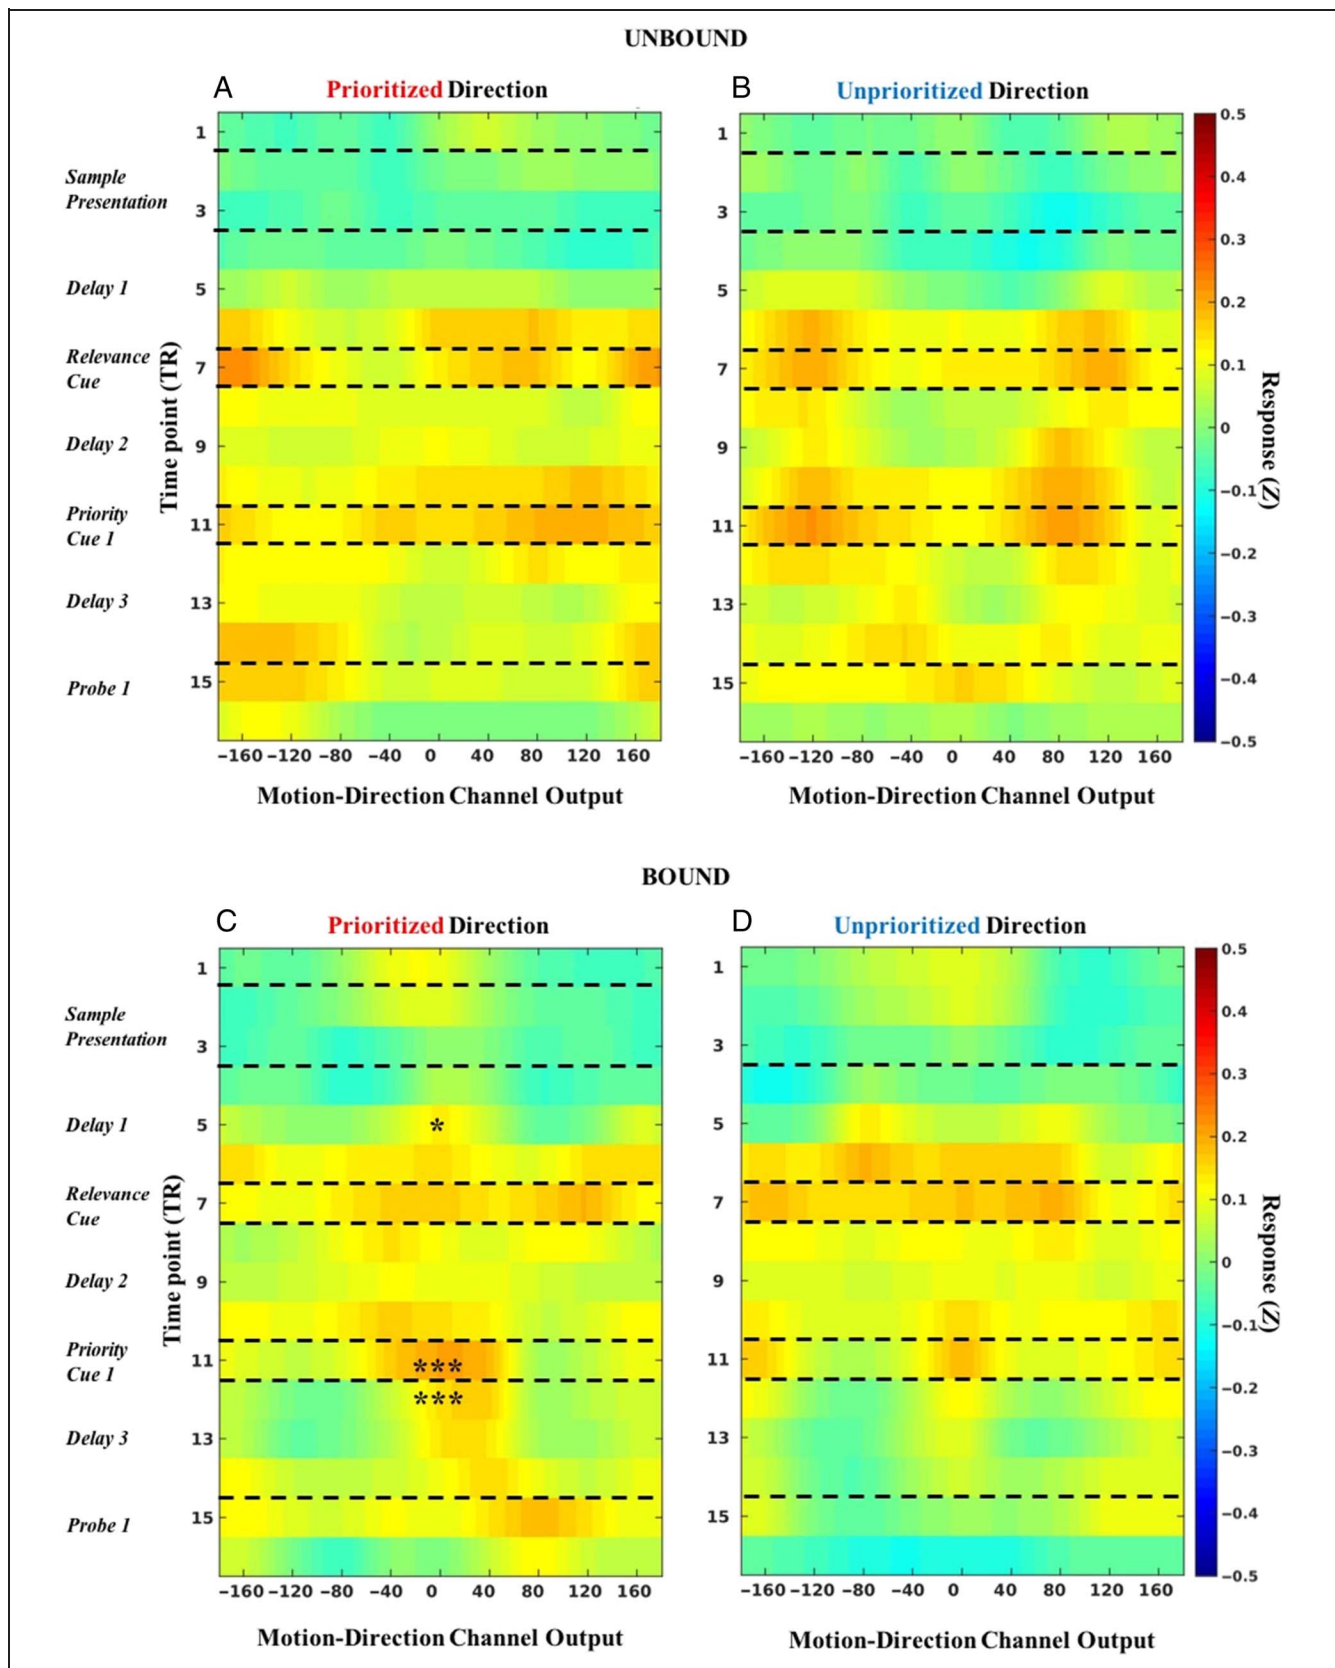 UNBOUND
A
Prioritized Direction
B
Unprioritized Direction
Sample
Presentation
Delay 1
Relevance
Cue
Delay 2
Priority
Cue 1
Delay 3
Probe 1
Time point (TR)
1
3
5
7
9
11
13
15
−160 −120 −80 −40 0 40 80 120 160
Motion-Direction Channel Output
1
3
5
7
9
11
13
15
−160 −120 −80 −40 0 40 80 120 160
Motion-Direction Channel Output
0.5
0.4
0.3
0.2
0.1
0
−0.1
−0.2
−0.3
−0.4
−0.5
Response (Z)
BOUND
C
Prioritized Direction
D
Unprioritized Direction
Sample
Presentation
Delay 1
Relevance
Cue
Delay 2
Priority
Cue 1
Delay 3
Probe 1
Time point (TR)
1
3
5
7
9
11
13
15
*
***
***
−160 −120 −80 −40 0 40 80 120 160
Motion-Direction Channel Output
1
3
5
7
9
11
13
15
−160 −120 −80 −40 0 40 80 120 160
Motion-Direction Channel Output
0.5
0.4
0.3
0.2
0.1
0
−0.1
−0.2
−0.3
−0.4
−0.5
Response (Z)